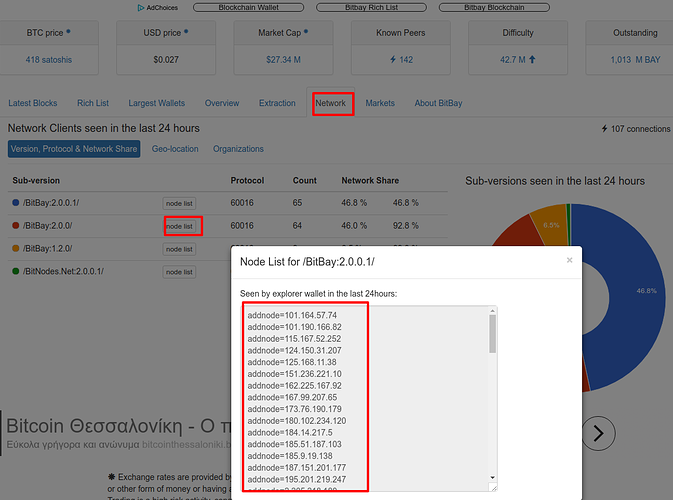 AdChoices
Blockchain Wallet
Bitbay Rich List
Bitbay Blockchain
BTC price
USD price
Market Cap
Known Peers
Difficulty
Outstanding
418 satoshis
$0.027
$27.34 M
142
42.7 M
1,013 M BAY
Latest Blocks
Rich List
Largest Wallets
Overview
Extraction
Network
Markets
About BitBay
Network Clients seen in the last 24 hours
107 connections
Version, Protocol & Network Share
Geo-location
Organizations
Sub-version
Protocol
Count
Network Share
Sub-versions seen in the last 24 hours
/BitBay:2.0.0.1/
node list
60016
65
46.8 %
46.8 %
/BitBay:2.0.0/
node list
60016
64
46.0 %
92.8 %
/BitBay:1.2.0/
node list
/BitNodes.Net:2.0.0.1/
node list
6.5%
46.8%
Node List for /BitBay:2.0.0.1/
×
Seen by explorer wallet in the last 24hours:
addnode=101.164.57.74
addnode=101.190.166.82
addnode=115.167.52.252
addnode=124.150.31.207
addnode=125.168.11.38
addnode=151.236.221.10
addnode=162.225.167.92
addnode=167.99.207.65
addnode=173.76.190.179
addnode=180.102.234.120
addnode=184.14.217.5
addnode=185.51.187.103
addnode=185.9.19.138
addnode=187.151.201.177
addnode=195.201.219.247
Bitcoin Θεσσαλονίκη - Ο π
Εύκολα γρήγορα και ανώνυμα bitcointhessaloniki.
✸ Exchange rates are provided by
or other form of money or having a